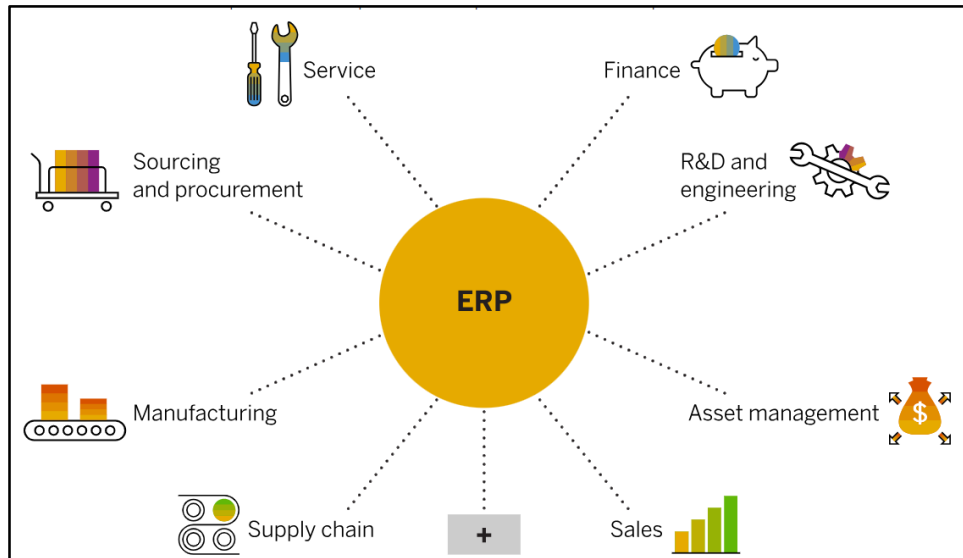 Service
Finance
Sourcing
and procurement
R&D and
engineering
ERP
Manufacturing
Asset management
$
Supply chain
+
Sales